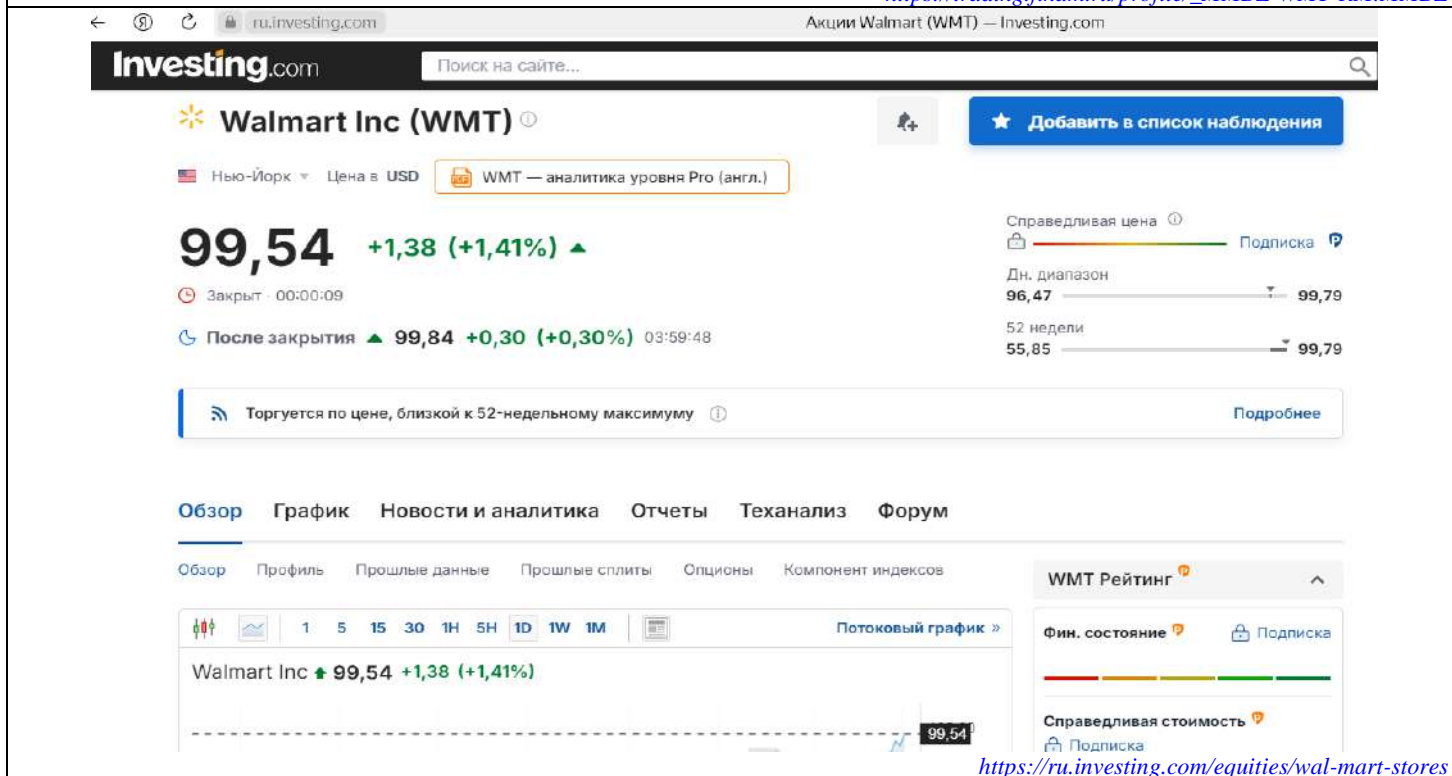 ru.investing.com
Акции Walmart (WMT) — Investing.com
Investing.com
Поиск на сайте...
Walmart Inc (WMT)
Добавить в список наблюдения
Нью-Йорк Цена в USD
WMT — аналитика уровня Pro (англ.)
99,54 +1,38 (+1,41%)
Справедливая цена
Подписка
Закрыт · 00:00:09
Дн. диапазон
96,47 99,79
После закрытия 99,84 +0,30 (+0,30%) 03:59:48
52 недели
55,85 99,79
Торгуется по цене, близкой к 52-недельному максимуму
Подробнее
Обзор График Новости и аналитика Отчеты Теханализ Форум
Обзор Профиль Прошлые данные Прошлые сплиты Опционы Компонент индексов
WMT Рейтинг
1 5 15 30 1H 5H 1D 1W 1M
Потоковый график »
Фин. состояние Подписка
Walmart Inc 99,54 +1,38 (+1,41%)
Справедливая стоимость
Подписка
99,54
https://ru.investing.com/equities/wal-mart-stores